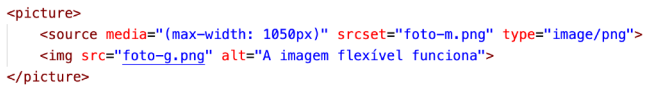 <picture>
    <source media="(max-width: 1050px)" srcset="foto-m.png" type="image/png">
    <img src="foto-g.png" alt="A imagem flexível funciona">
</picture>